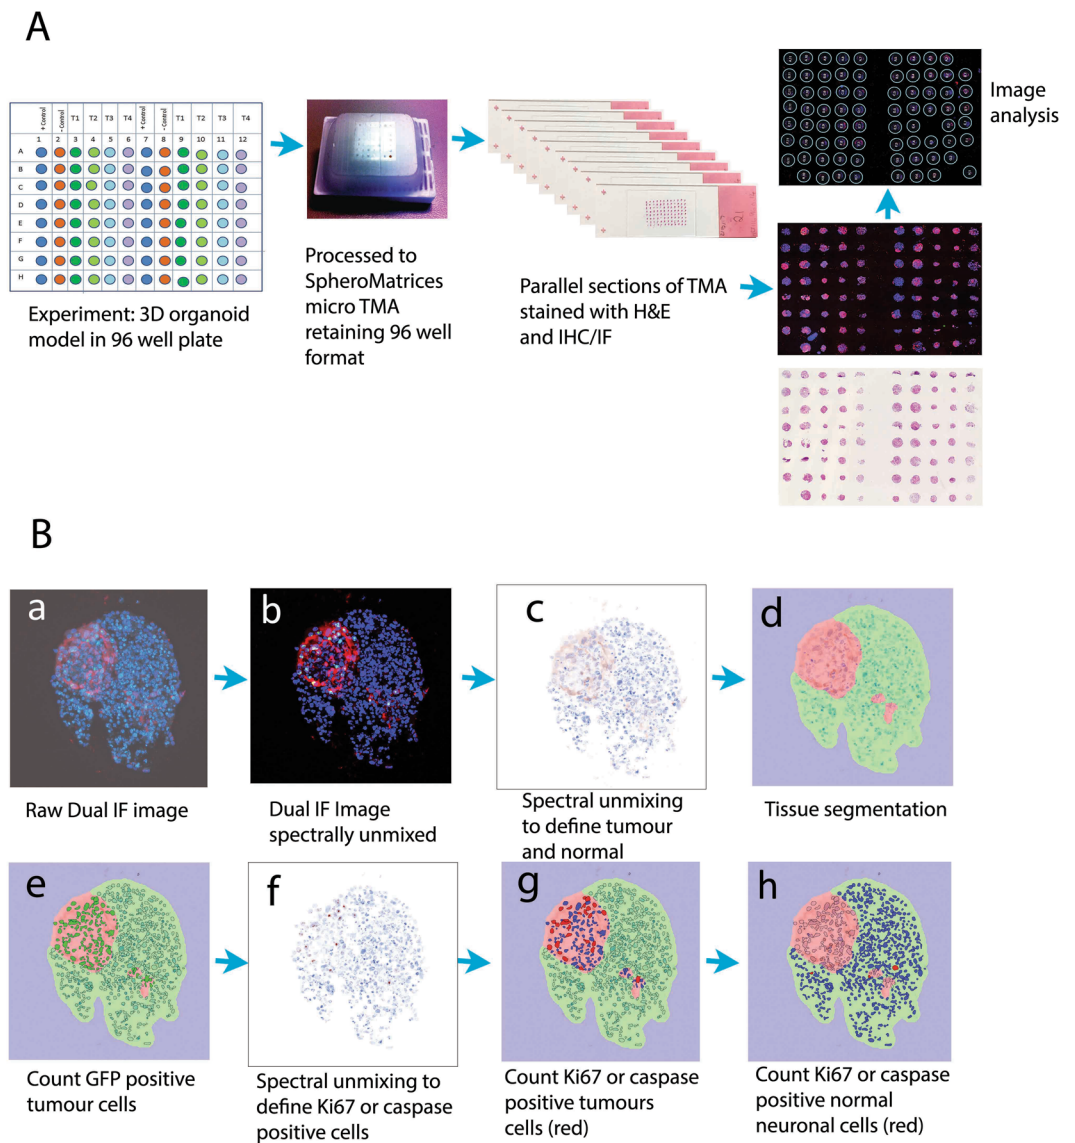 A
+ Control
- Control
T1
T2
T3
T4
+ Control
- Control
T1
T2
T3
T4
1 2 3 4 5 6 7 8 9 10 11 12
A
B
C
D
E
F
G
H
Experiment: 3D organoid
model in 96 well plate
Processed to
SpheroMatrices
micro TMA
retaining 96 well
format
Parallel sections of TMA
stained with H&E
and IHC/IF
Image
analysis
B
a
Raw Dual IF image
b
Dual IF Image
spectrally unmixed
c
Spectral unmixing
to define tumour
and normal
d
Tissue segmentation
e
Count GFP positive
tumour cells
f
Spectral unmixing to
define Ki67 or caspase
positive cells
g
Count Ki67 or caspase
positive tumours
cells (red)
h
Count Ki67 or caspase
positive normal
neuronal cells (red)